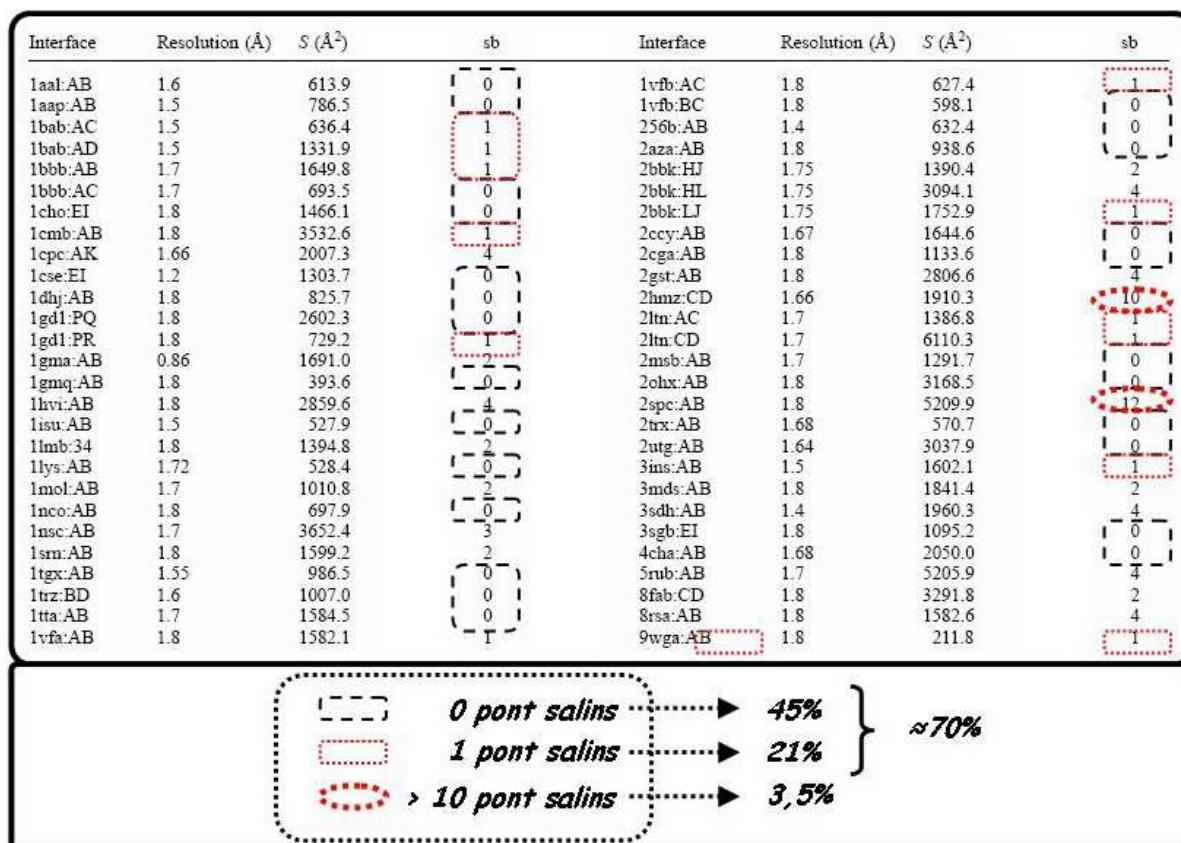 Interface Resolution (Å) S (Å²) sb Interface Resolution (Å) S (Å²) sb
1aal:AB 1.6 613.9 0 1vfb:AC 1.8 627.4 1
1aap:AB 1.5 786.5 0 1vfb:BC 1.8 598.1 0
1bab:AC 1.5 636.4 1 256b:AB 1.4 632.4 0
1bab:AD 1.5 1331.9 1 2aza:AB 1.8 938.6 0
1bbb:AB 1.7 1649.8 1 2bbk:HJ 1.75 1390.4 2
1bbb:AC 1.7 693.5 0 2bbk:HL 1.75 3094.1 4
1cho:EI 1.8 1466.1 0 2bbk:LJ 1.75 1752.9 1
1cmb:AB 1.8 3532.6 1 2ccy:AB 1.67 1644.6 0
1cpc:AK 1.66 2007.3 4 2cga:AB 1.8 1133.6 0
1cse:EI 1.2 1303.7 0 2gst:AB 1.8 2806.6 4
1dhj:AB 1.8 825.7 0 2hmz:CD 1.66 1910.3 10
1gd1:PQ 1.8 2602.3 0 2ltn:AC 1.7 1386.8 1
1gd1:PR 1.8 729.2 1 2ltn:CD 1.7 6110.3 1
1gma:AB 0.86 1691.0 2 2msb:AB 1.7 1291.7 0
1gmq:AB 1.8 393.6 0 2ohx:AB 1.8 3168.5 0
1hvi:AB 1.8 2859.6 4 2spc:AB 1.8 5209.9 12
1isu:AB 1.5 527.9 0 2trx:AB 1.68 570.7 0
1lmb:34 1.8 1394.8 2 2utg:AB 1.64 3037.9 0
1lys:AB 1.72 528.4 0 3ins:AB 1.5 1602.1 1
1mol:AB 1.7 1010.8 2 3mds:AB 1.8 1841.4 2
1nco:AB 1.8 697.9 0 3sdh:AB 1.4 1960.3 4
1nsc:AB 1.7 3652.4 3 3sgb:EI 1.8 1095.2 0
1srn:AB 1.8 1599.2 2 4cha:AB 1.68 2050.0 0
1tgx:AB 1.55 986.5 0 5rub:AB 1.7 5205.9 4
1trz:BD 1.6 1007.0 0 8fab:CD 1.8 3291.8 2
1tta:AB 1.7 1584.5 0 8rsa:AB 1.8 1582.6 4
1vfa:AB 1.8 1582.1 1 9wga:AB 1.8 211.8 1
0 pont salins 45%
≈70%
1 pont salins 21%
> 10 pont salins 3,5%